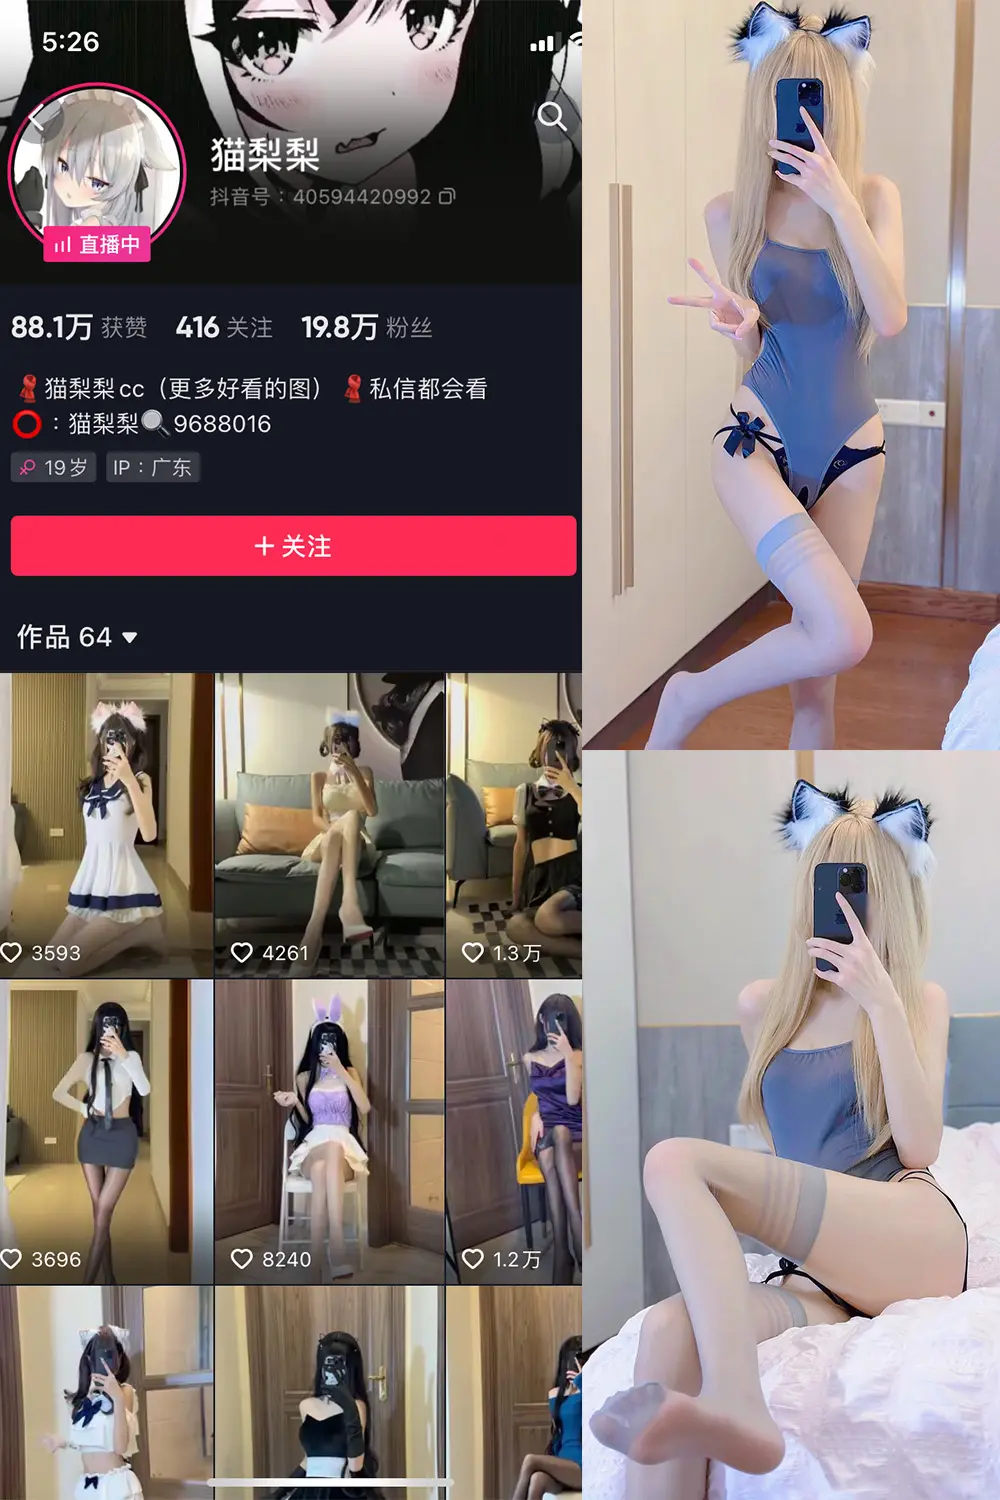 5:26
猫梨梨
抖音号：40594420992
直播中
88.1万 获赞 416 关注 19.8万 粉丝
猫梨梨cc（更多好看的图） 私信都会看
：猫梨梨🔍9688016
19岁 IP：广东
+ 关注
作品 64
3593 4261 1.3万
3696 8240 1.2万